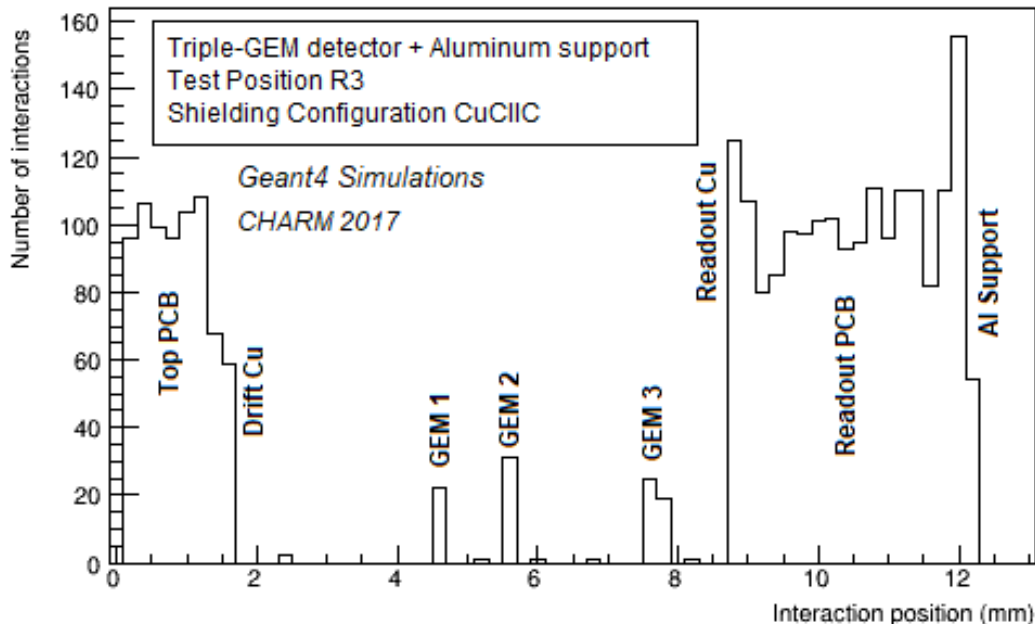 Number of interactions
160
140
120
100
80
60
40
20
0
Triple-GEM detector + Aluminum support
Test Position R3
Shielding Configuration CuCIIC
Geant4 Simulations
CHARM 2017
Top PCB
Drift Cu
GEM 1
GEM 2
GEM 3
Readout Cu
Readout PCB
Al Support
0 2 4 6 8 10 12
Interaction position (mm)